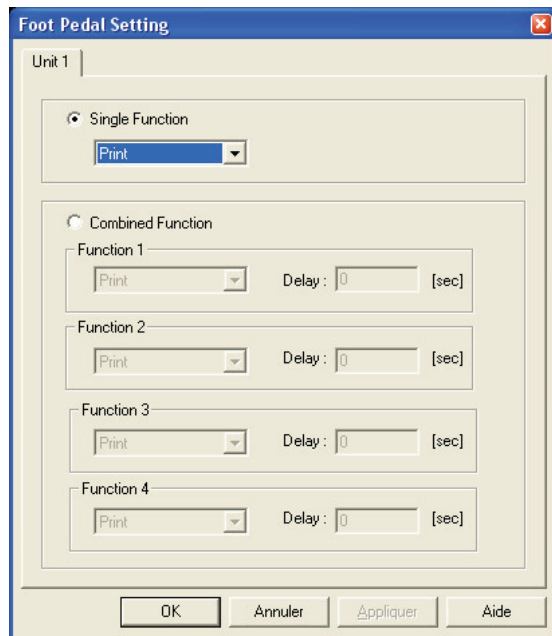 Foot Pedal Setting
Unit 1
Single Function
Print
Combined Function
Function 1
Print Delay : 0 [sec]
Function 2
Print Delay : 0 [sec]
Function 3
Print Delay : 0 [sec]
Function 4
Print Delay : 0 [sec]
OK Annuler Appliquer Aide